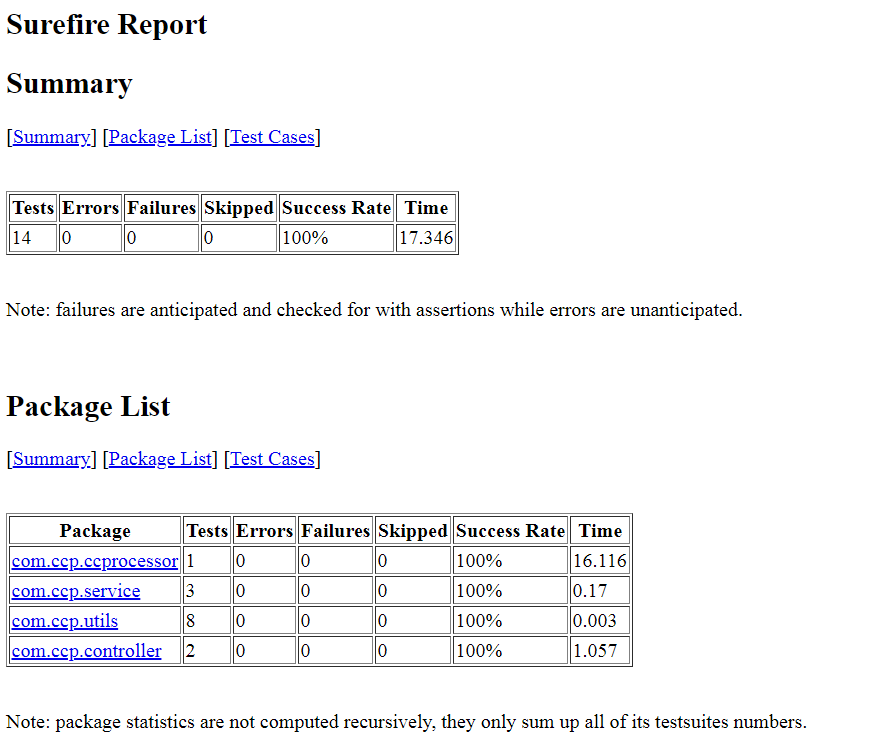 Surefire Report
Summary
[Summary] [Package List] [Test Cases]
Tests Errors Failures Skipped Success Rate Time
14 0 0 0 100% 17.346
Note: failures are anticipated and checked for with assertions while errors are unanticipated.
Package List
[Summary] [Package List] [Test Cases]
Package Tests Errors Failures Skipped Success Rate Time
com.ccp.ccprocessor 1 0 0 0 100% 16.116
com.ccp.service 3 0 0 0 100% 0.17
com.ccp.utils 8 0 0 0 100% 0.003
com.ccp.controller 2 0 0 0 100% 1.057
Note: package statistics are not computed recursively, they only sum up all of its testsuites numbers.